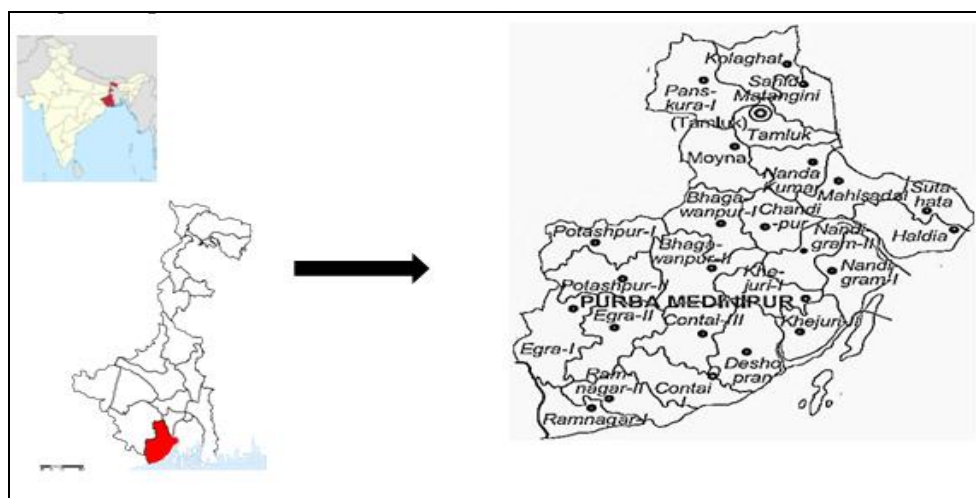 Kolaghat
Sahid
Matangini
Pans-
kura-I
(Tamluk)
Tamluk
Moyna
Nanda
Kumar
Mahisadal
Suta-
hata
Haldia
Bhaga
wanpur-I
Chandi
-pur
Nandi
gram-II
Potashpur-I
Bhaga-
wanpur-II
Nandi
gram-I
Khe-
juri-I
Potashpur-II
PURBA MEDINIPUR
Egra-II
Contai-III
Khejuri-II
Egra-I
Desho
pran
Ram-
nagar-II
Contai
I
Ramnagar-I